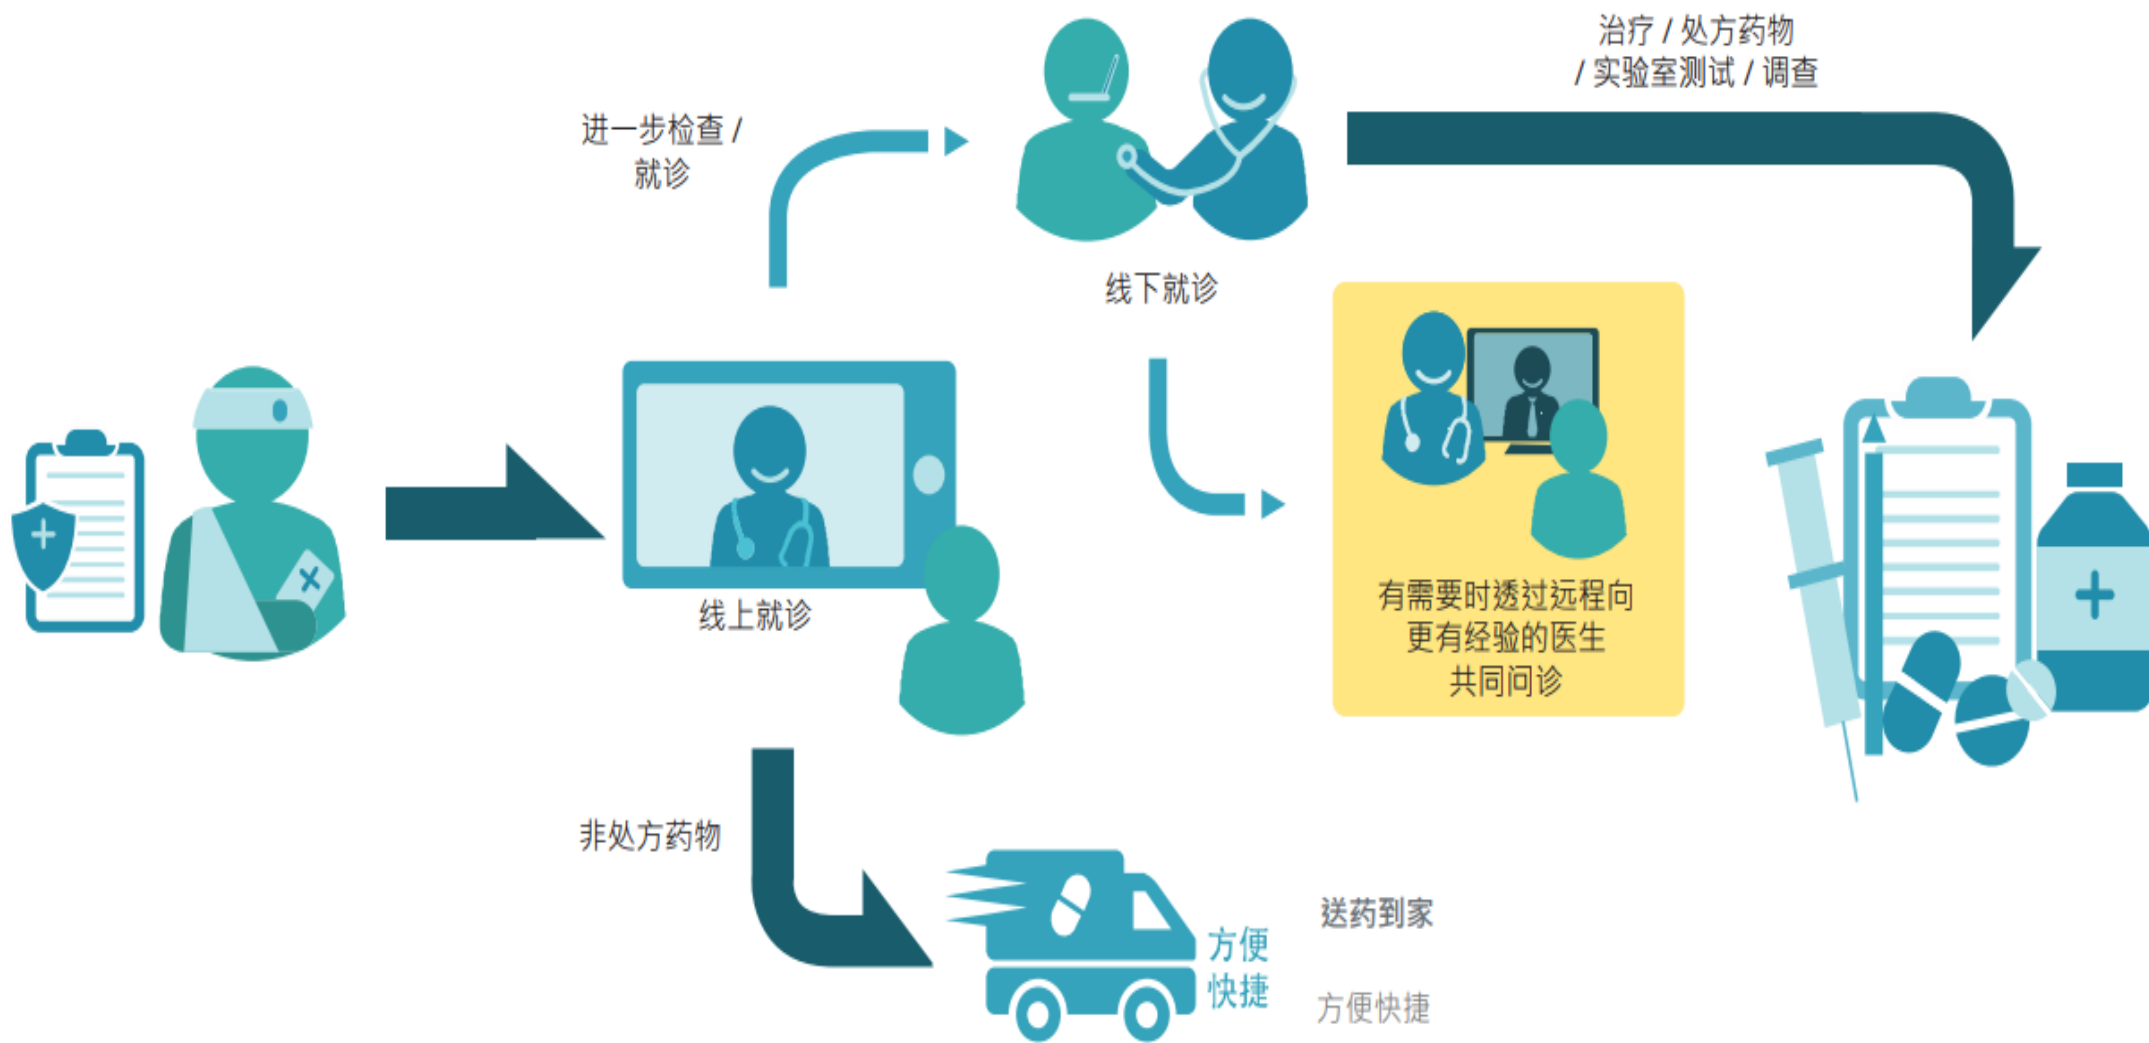 治疗 / 处方药物
/ 实验室测试 / 调查
进一步检查 /
就诊
线下就诊
线上就诊
有需要时透过远程向
更有经验的医生
共同问诊
非处方药物
方便
快捷
送药到家
方便快捷